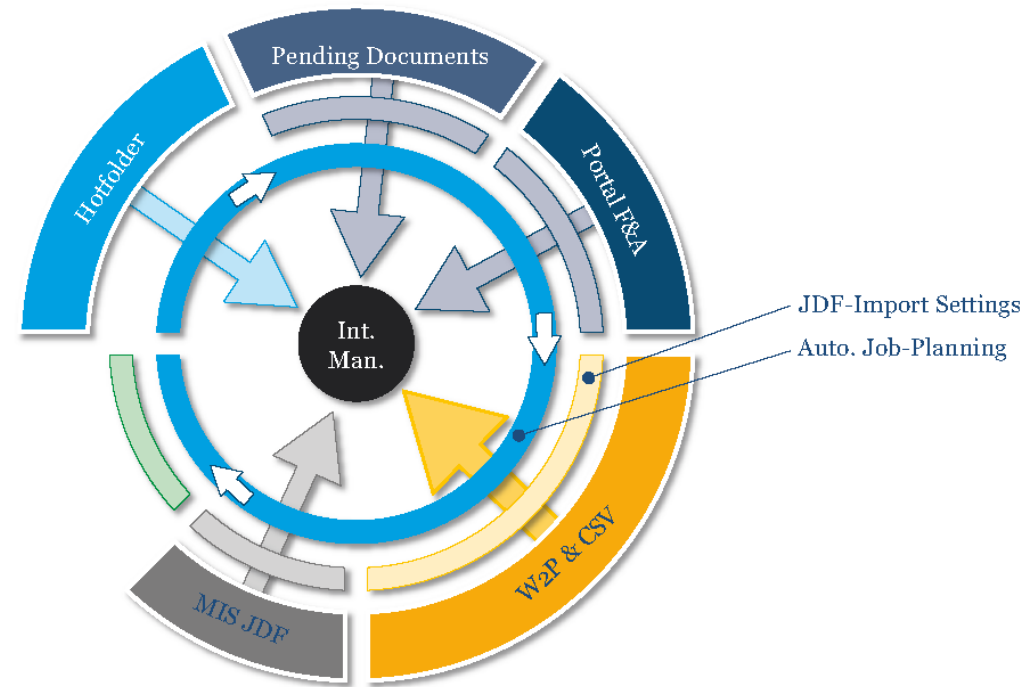 Pending Documents
Hotfolder
Portal F&A
JDF-Import Settings
Int.
Man.
Auto. Job-Planning
W2P & CSV
MIS JDF